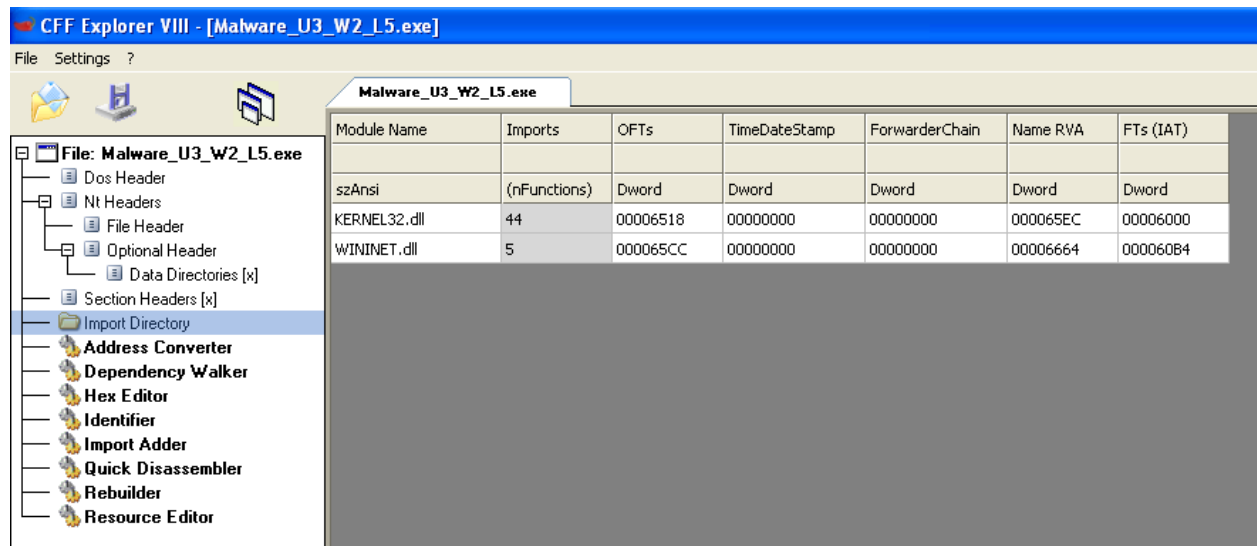 CFF Explorer VIII - [Malware_U3_W2_L5.exe]
File Settings ?
Malware_U3_W2_L5.exe
File: Malware_U3_W2_L5.exe
Dos Header
Nt Headers
File Header
Optional Header
Data Directories [x]
Section Headers [x]
Import Directory
Address Converter
Dependency Walker
Hex Editor
Identifier
Import Adder
Quick Disassembler
Rebuilder
Resource Editor
Module Name Imports OFTs TimeDateStamp ForwarderChain Name RVA FTs (IAT)
szAnsi (nFunctions) Dword Dword Dword Dword Dword
KERNEL32.dll 44 00006518 00000000 00000000 000065EC 00006000
WININET.dll 5 000065CC 00000000 00000000 00006664 000060B4